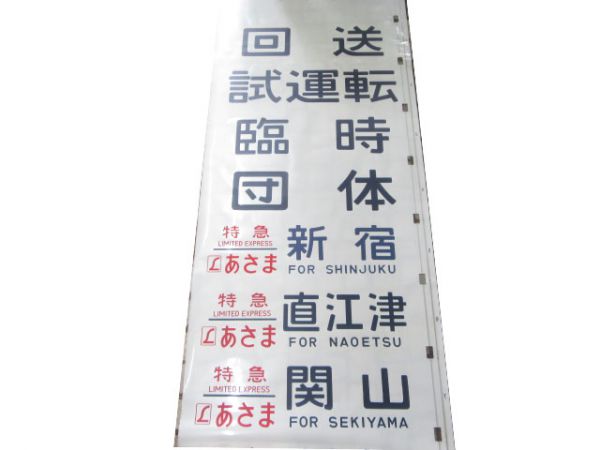 回送
試運転
臨時
団体
特急 新宿
LIMITED EXPRESS
L あさま FOR SHINJUKU
特急 直江津
LIMITED EXPRESS
L あさま FOR NAOETSU
特急 関山
LIMITED EXPRESS
L あさま FOR SEKIYAMA